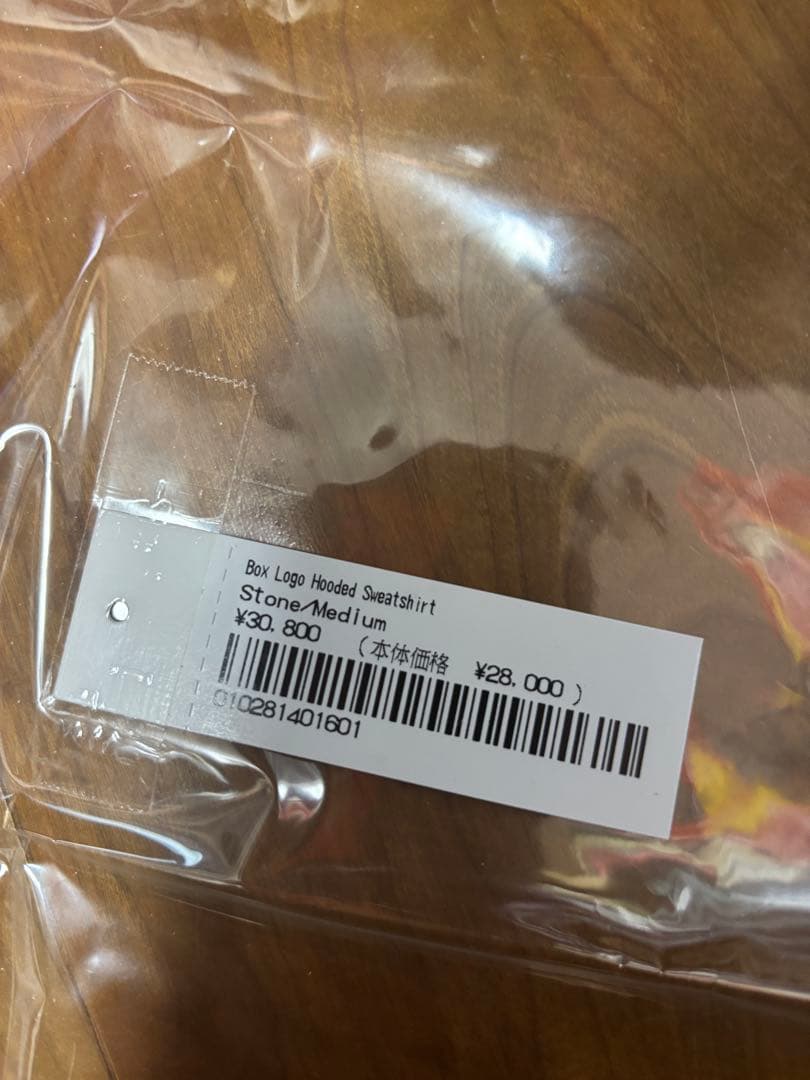 Box Logo Hooded Sweatshirt
Stone/Medium
¥30,800 (本体価格 ¥28,000)
010281401601